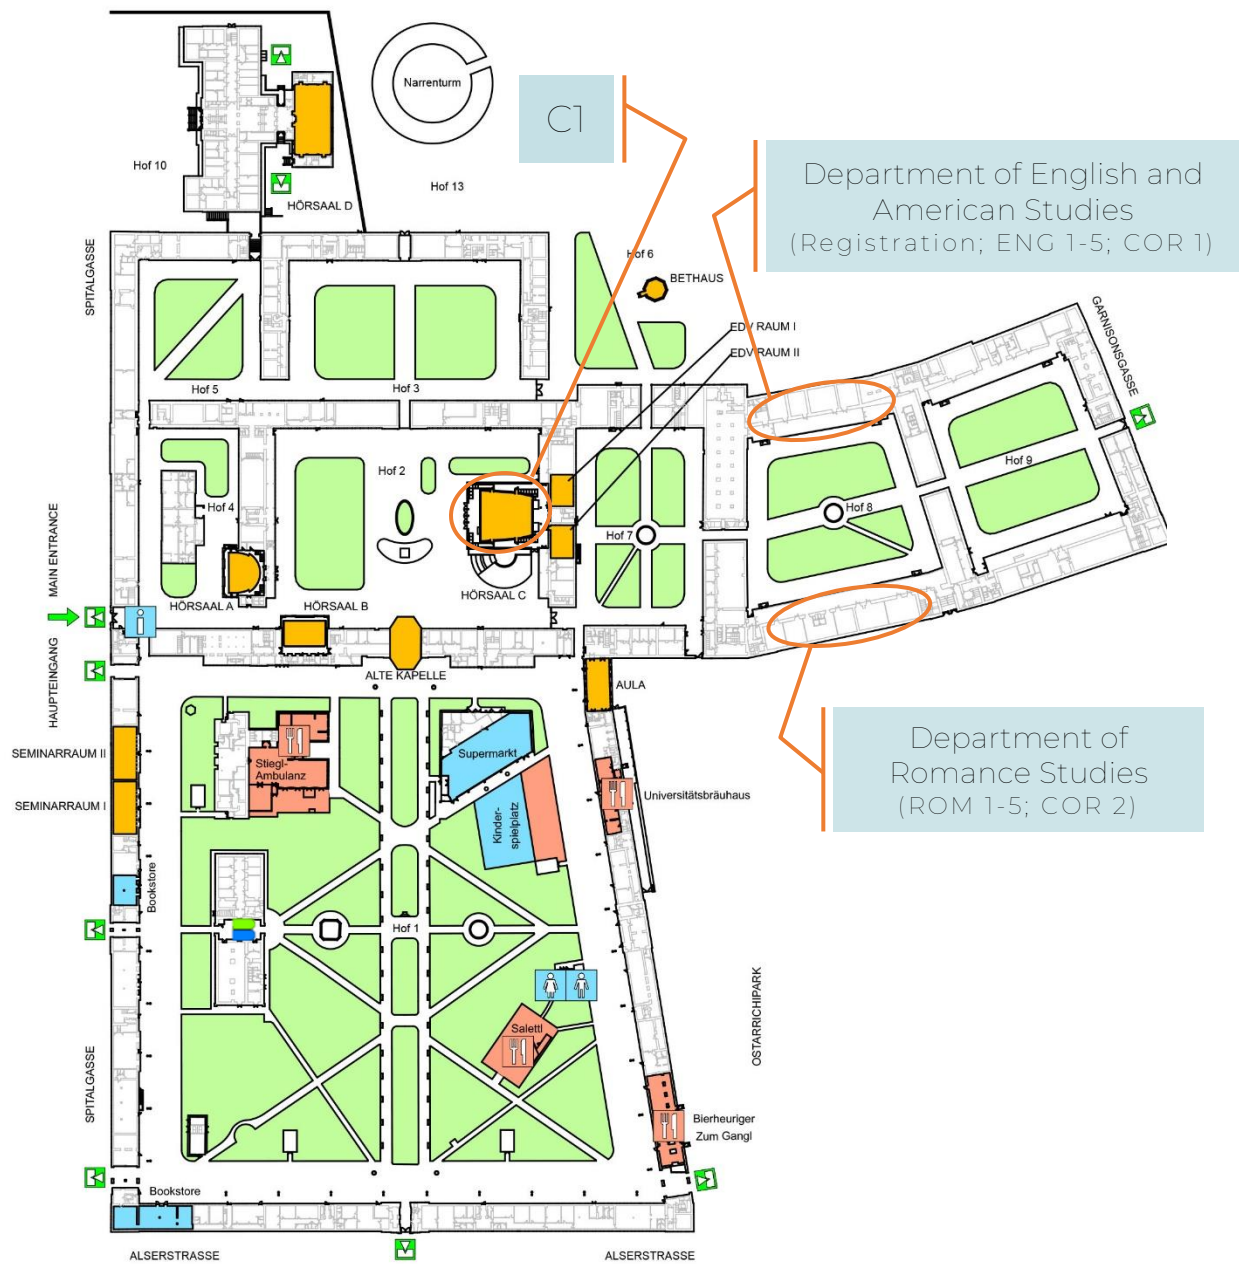 Narrenturm
C1
Hof 10
Hof 13
HÖRSAAL D
Department of English and
American Studies
(Registration; ENG 1-5; COR 1)
SPITALGASSE
Hof 6
BETHAUS
EDV RAUM I
EDV RAUM II
GARNISONSGASSE
Hof 5
Hof 3
Hof 2
Hof 4
Hof 7
Hof 8
Hof 9
MAIN ENTRANCE
HÖRSAAL A
HÖRSAAL B
HÖRSAAL C
HAUPTEINGANG
ALTE KAPELLE
AULA
SEMINARRAUM II
SEMINARRAUM I
Stiegl-
Ambulanz
Supermarkt
Kinder-
spielplatz
Universitätsbräuhaus
Department of
Romance Studies
(ROM 1-5; COR 2)
Bookstore
Hof 1
Salettl
OSTARRICHIPARK
SPITALGASSE
Bierheuriger
Zum Gangl
Bookstore
ALSERSTRASSE
ALSERSTRASSE